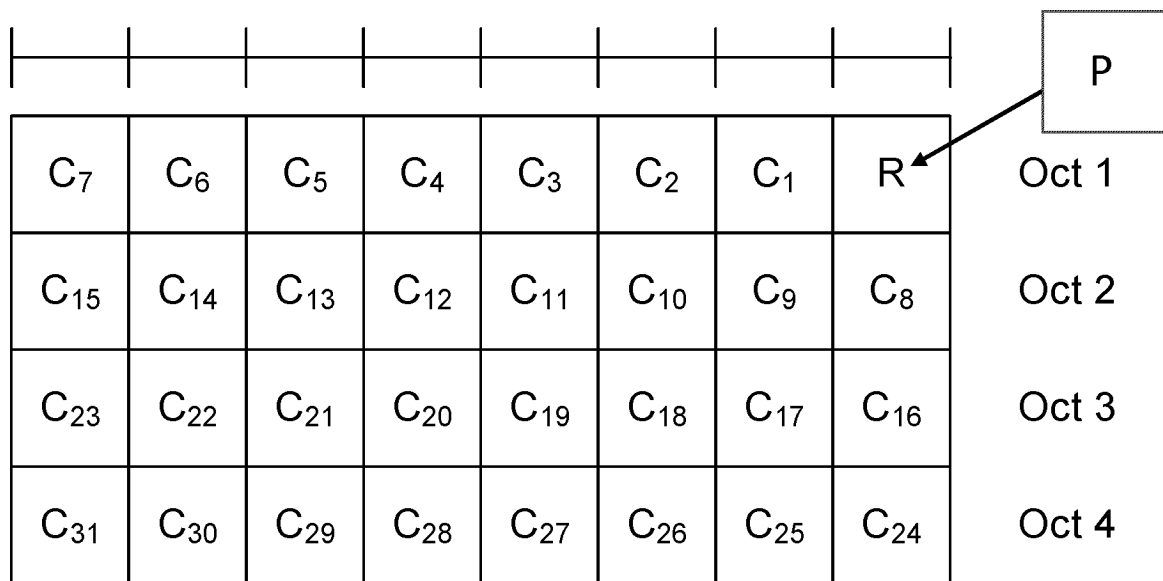 P
C₇ C₆ C₅ C₄ C₃ C₂ C₁ R Oct 1
C₁₅ C₁₄ C₁₃ C₁₂ C₁₁ C₁₀ C₉ C₈ Oct 2
C₂₃ C₂₂ C₂₁ C₂₀ C₁₉ C₁₈ C₁₇ C₁₆ Oct 3
C₃₁ C₃₀ C₂₉ C₂₈ C₂₇ C₂₆ C₂₅ C₂₄ Oct 4